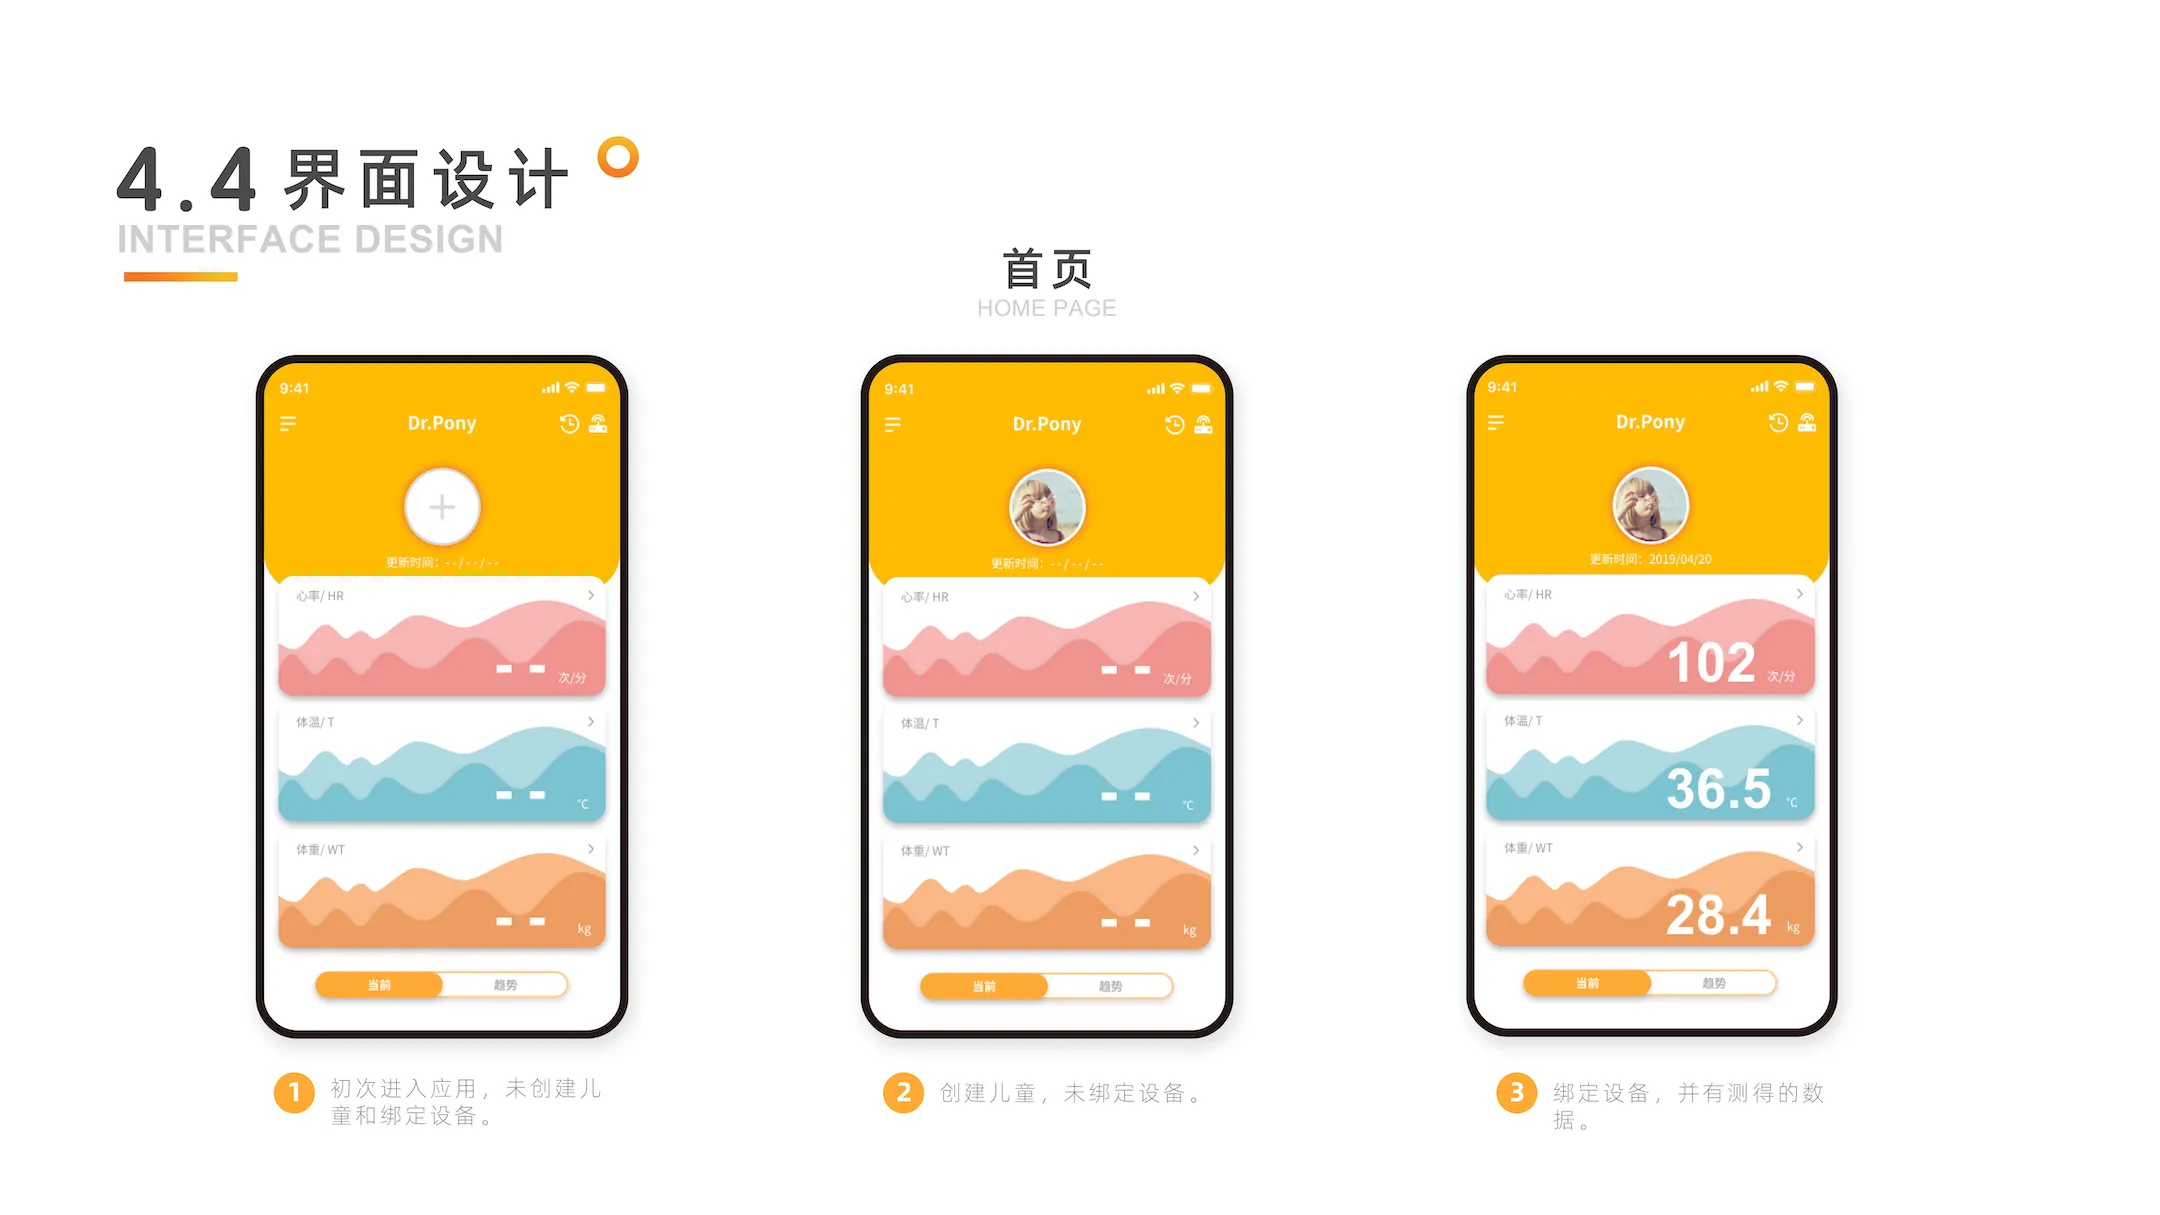 4.4 界面设计
INTERFACE DESIGN
首页
HOME PAGE
9:41
Dr.Pony
更新时间：--/--/--
心率/ HR
-- 次/分
体温/ T
-- °C
体重/ WT
-- kg
当前 趋势
1 初次进入应用，未创建儿
童和绑定设备。
9:41
Dr.Pony
更新时间：--/--/--
心率/ HR
-- 次/分
体温/ T
-- °C
体重/ WT
-- kg
当前 趋势
2 创建儿童，未绑定设备。
9:41
Dr.Pony
更新时间：2019/04/20
心率/ HR
102 次/分
体温/ T
36.5 °C
体重/ WT
28.4 kg
当前 趋势
3 绑定设备，并有测得的数
据。